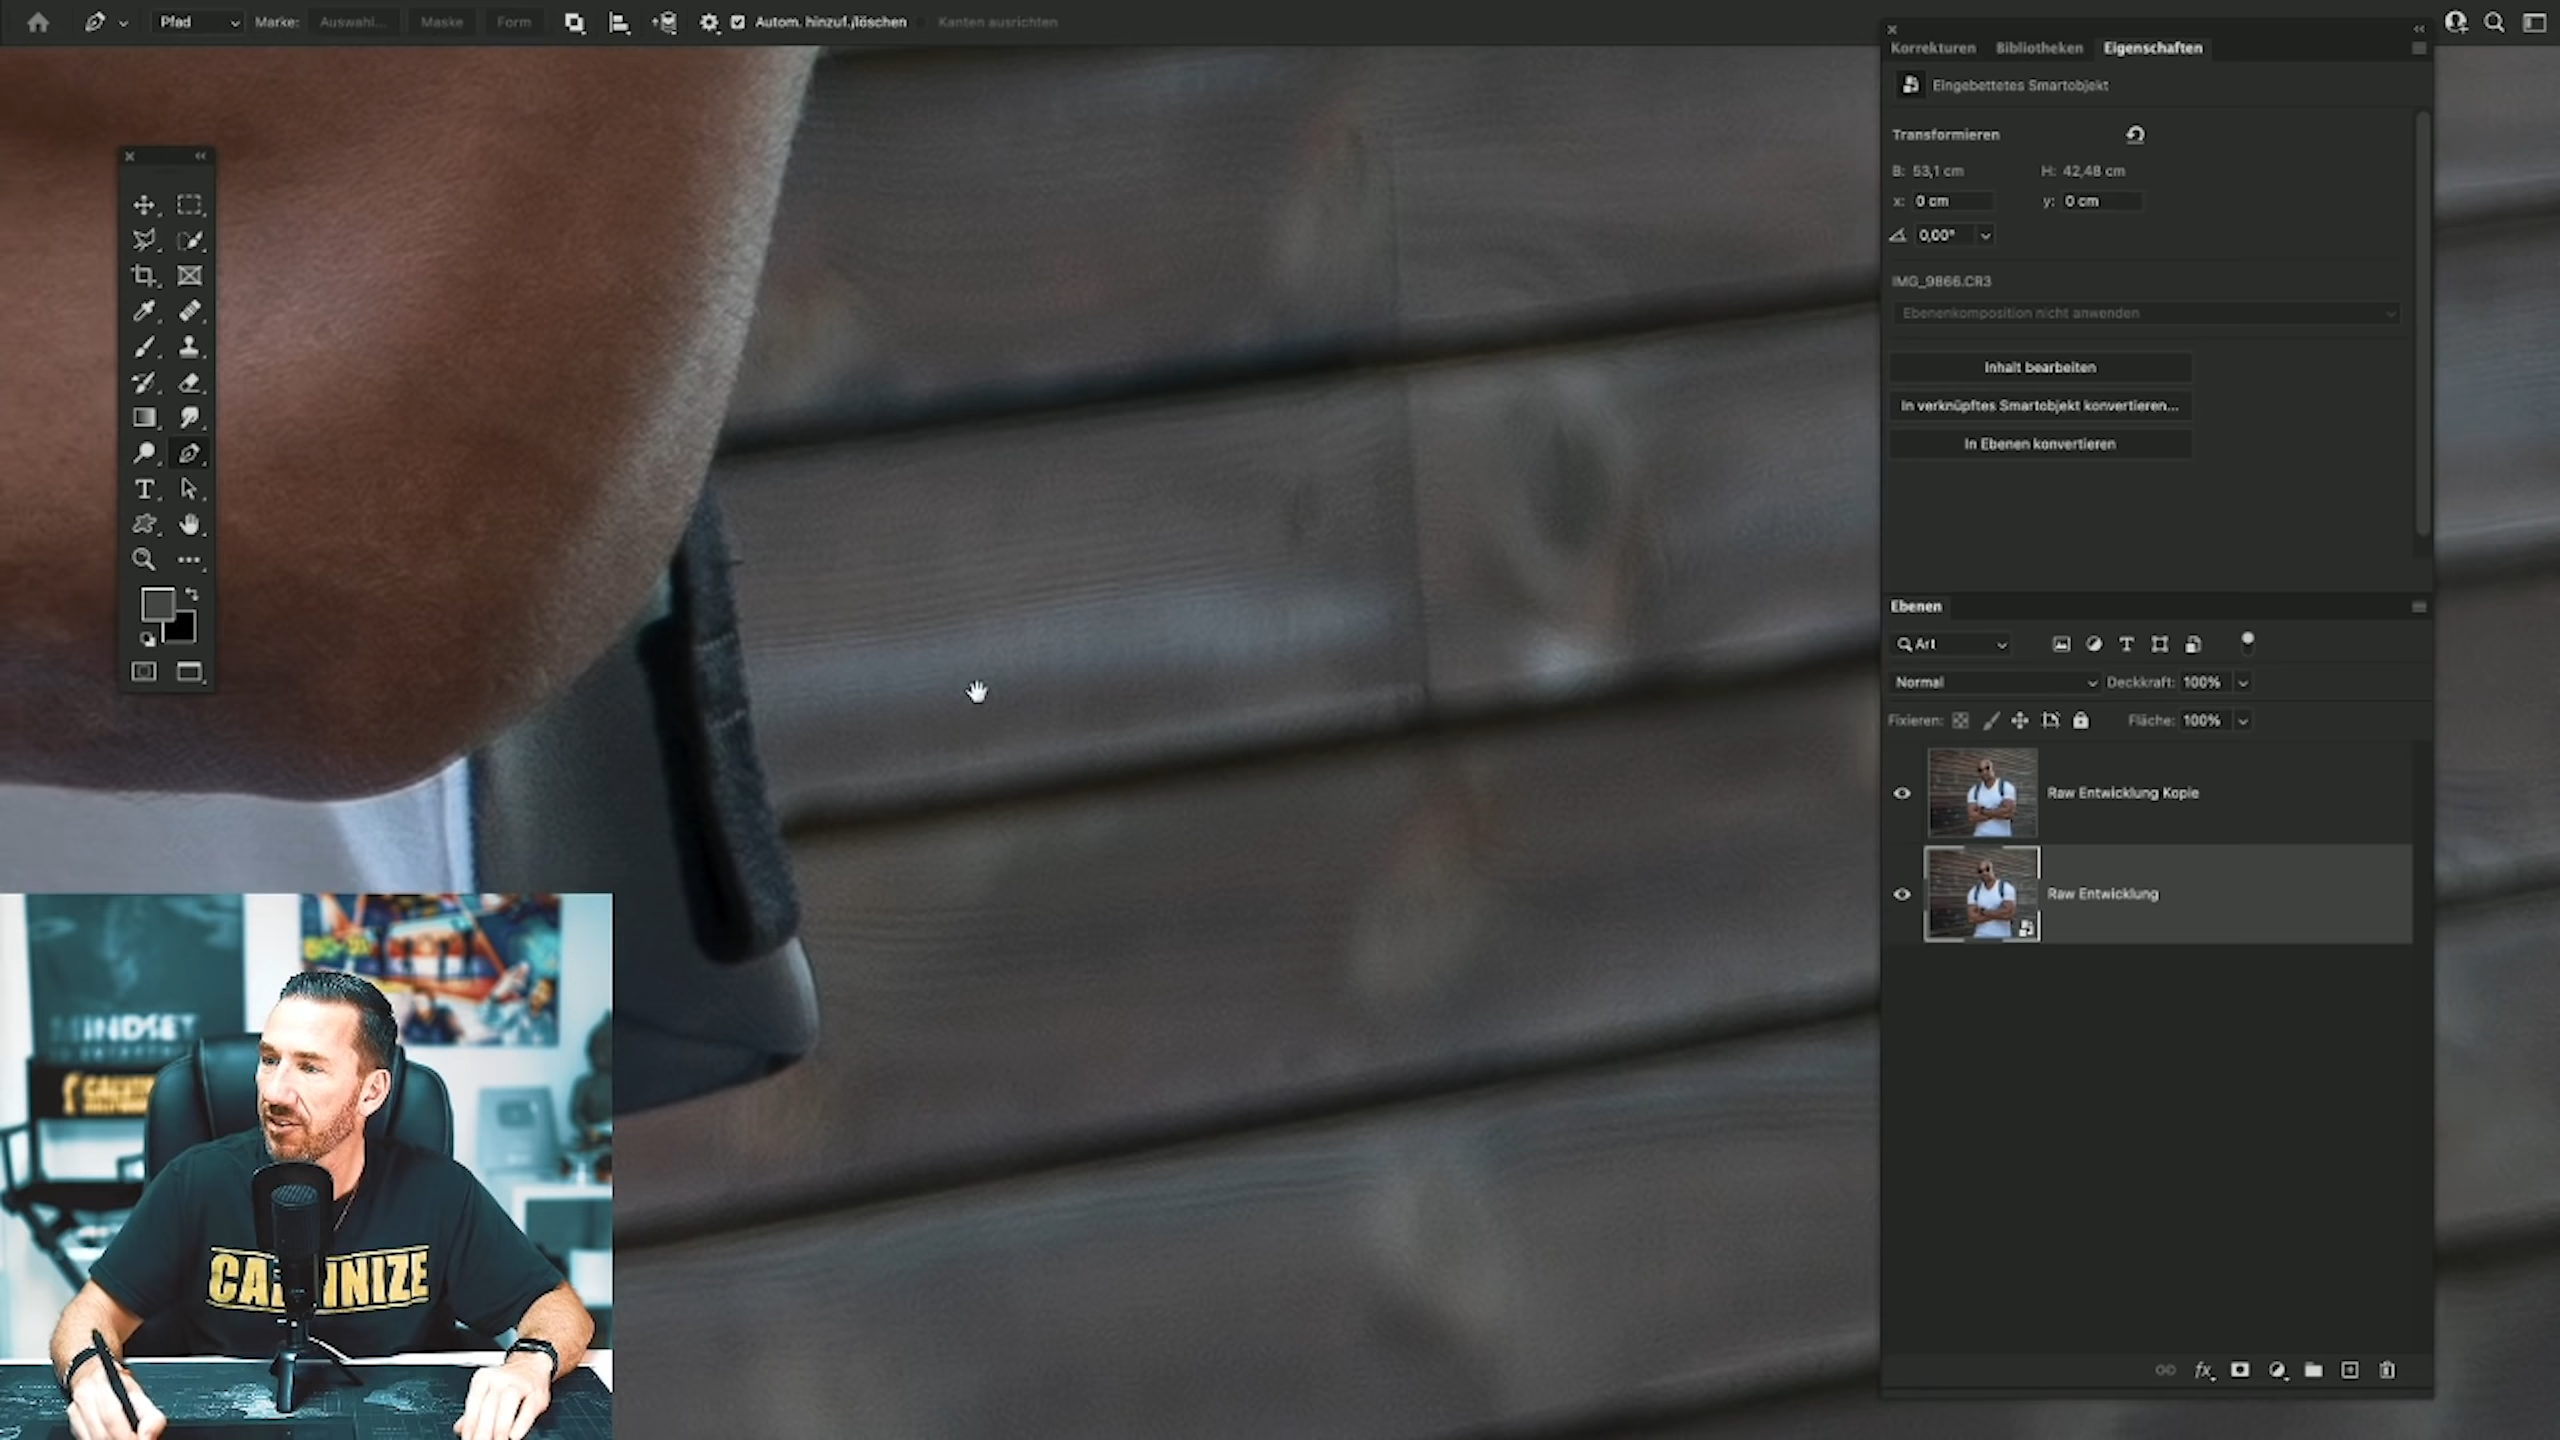 Pfad Marke: Auswahl... Maske Form Autom. hinzuf./löschen Kanten ausrichten
Korrekturen Bibliotheken Eigenschaften
Eingebettetes Smartobjekt
Transformieren
B: 53,1 cm H: 42,48 cm
x: 0 cm y: 0 cm
0,00°
IMG_9866.CR3
Ebenenkomposition nicht anwenden
Inhalt bearbeiten
In verknüpftes Smartobjekt konvertieren...
In Ebenen konvertieren
Ebenen
Art
Normal Deckkraft: 100%
Fixieren: Fläche: 100%
Raw Entwicklung Kopie
Raw Entwicklung
fx
MINDSET